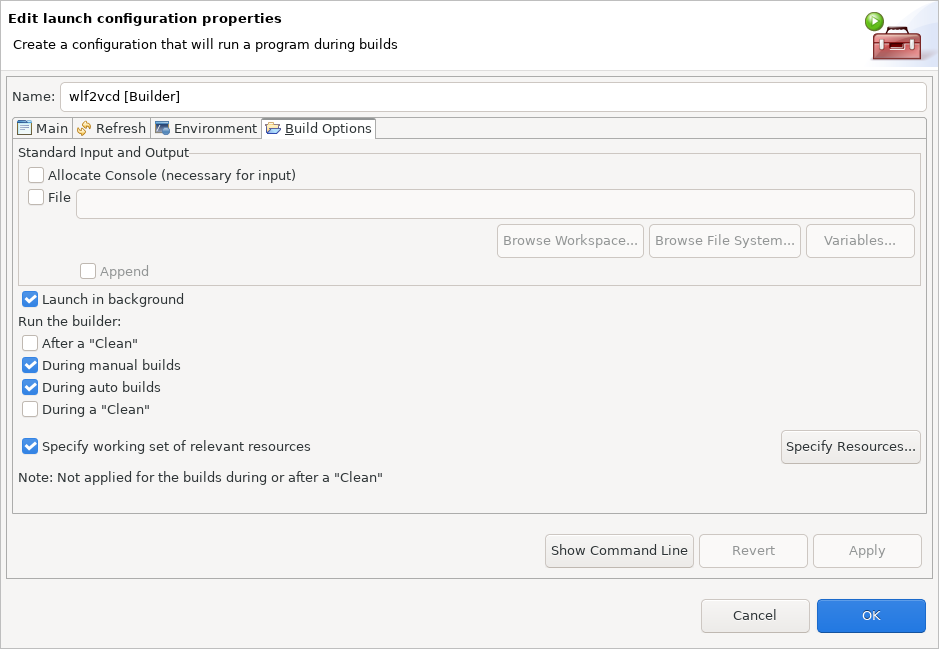 Edit launch configuration properties
Create a configuration that will run a program during builds
Name: wlf2vcd [Builder]
Main Refresh Environment Build Options
Standard Input and Output
Allocate Console (necessary for input)
File
Browse Workspace... Browse File System... Variables...
Append
Launch in background
Run the builder:
After a "Clean"
During manual builds
During auto builds
During a "Clean"
Specify working set of relevant resources Specify Resources...
Note: Not applied for the builds during or after a "Clean"
Show Command Line Revert Apply
Cancel OK